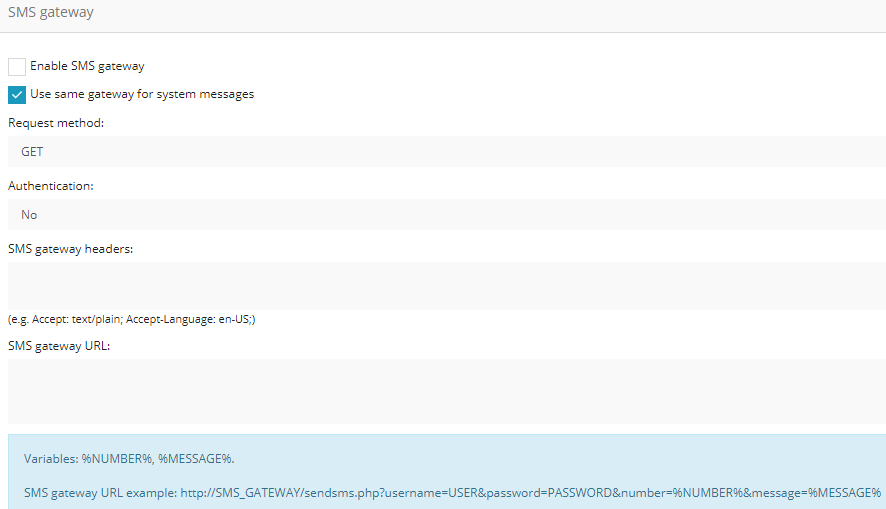 SMS gateway
Enable SMS gateway
Use same gateway for system messages
Request method:
GET
Authentication:
No
SMS gateway headers:
(e.g. Accept: text/plain; Accept-Language: en-US;)
SMS gateway URL:
Variables: %NUMBER%, %MESSAGE%.
SMS gateway URL example: http://SMS_GATEWAY/sendsms.php?username=USER&password=PASSWORD&number=%NUMBER%&message=%MESSAGE%